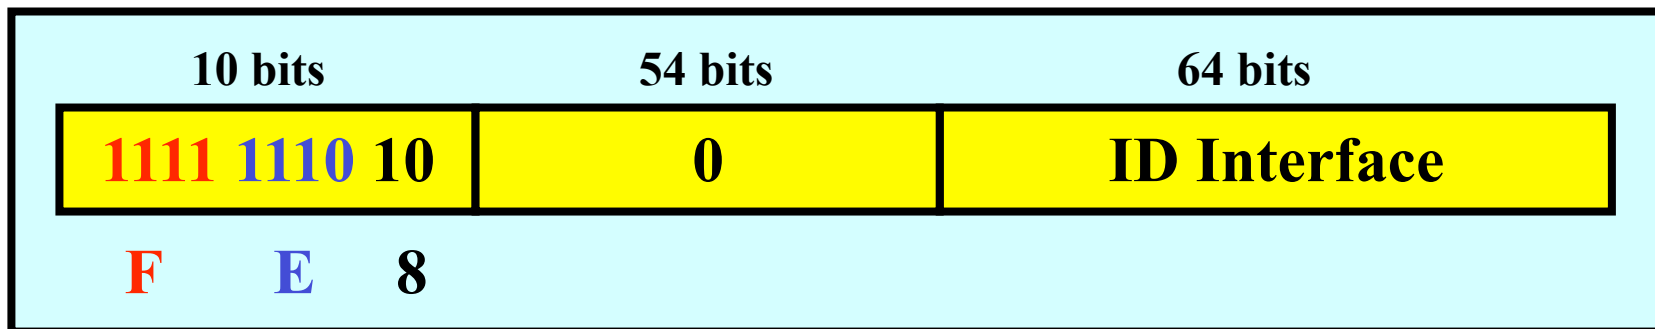 10 bits 54 bits 64 bits
1111 1110 10 0 ID Interface
F E 8